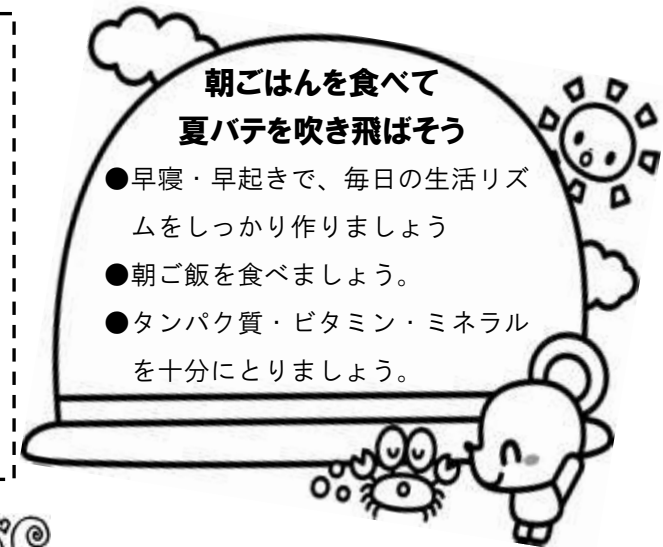 朝ごはんを食べて
夏バテを吹き飛ばそう
●早寝・早起きで、毎日の生活リズ
ムをしっかり作りましょう
●朝ご飯を食べましょう。
●タンパク質・ビタミン・ミネラル
を十分にとりましょう。